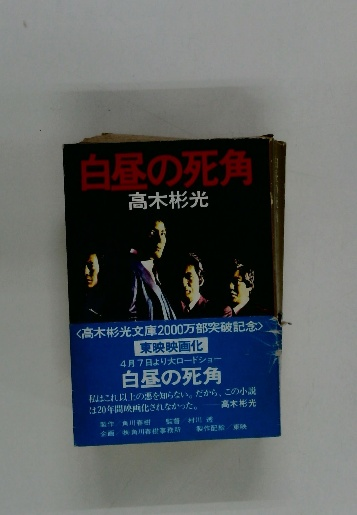 白昼の死角
高木彬光
〈高木彬光文庫2000万部突破記念〉
東映映画化
4月7日より大ロードショー
白昼の死角
私はこれ以上の悪を知らない。だから、この小説
は20年間映画化されなかった。――高木彬光
製作 角川春樹 監督 村川 透
企画 ㈱角川春樹事務所 製作配給 東映